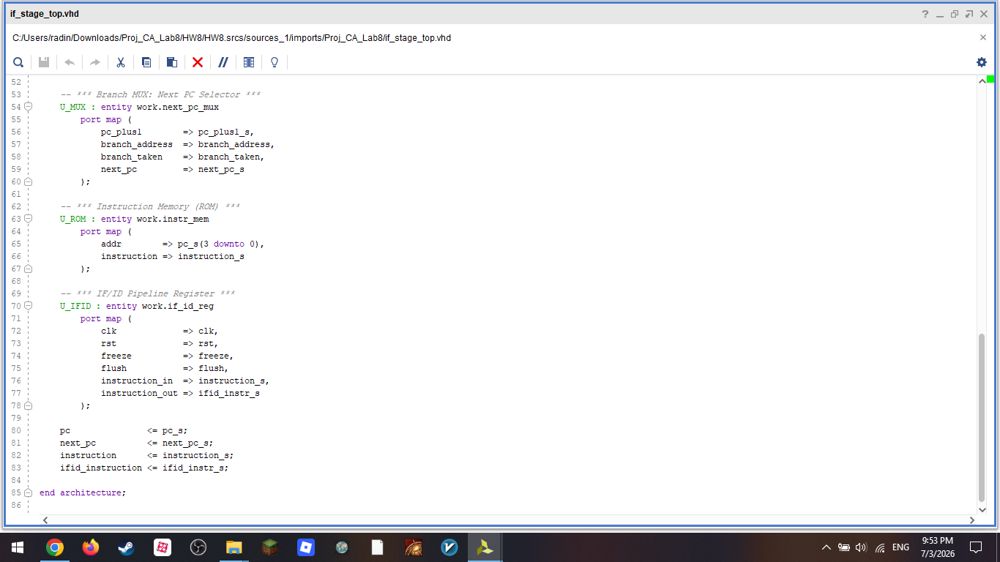 if_stage_top.vhd
C:/Users/radin/Downloads/Proj_CA_Lab8/HW8/HW8.srcs/sources_1/imports/Proj_CA_Lab8/if_stage_top.vhd
52
53 -- *** Branch MUX: Next PC Selector ***
54 U_MUX : entity work.next_pc_mux
55 port map (
56 pc_plus1 => pc_plus1_s,
57 branch_address => branch_address,
58 branch_taken => branch_taken,
59 next_pc => next_pc_s
60 );
61
62 -- *** Instruction Memory (ROM) ***
63 U_ROM : entity work.instr_mem
64 port map (
65 addr => pc_s(3 downto 0),
66 instruction => instruction_s
67 );
68
69 -- *** IF/ID Pipeline Register ***
70 U_IFID : entity work.if_id_reg
71 port map (
72 clk => clk,
73 rst => rst,
74 freeze => freeze,
75 flush => flush,
76 instruction_in => instruction_s,
77 instruction_out => ifid_instr_s
78 );
79
80 pc <= pc_s;
81 next_pc <= next_pc_s;
82 instruction <= instruction_s;
83 ifid_instruction <= ifid_instr_s;
84
85 end architecture;
86
ENG
9:53 PM
7/3/2026